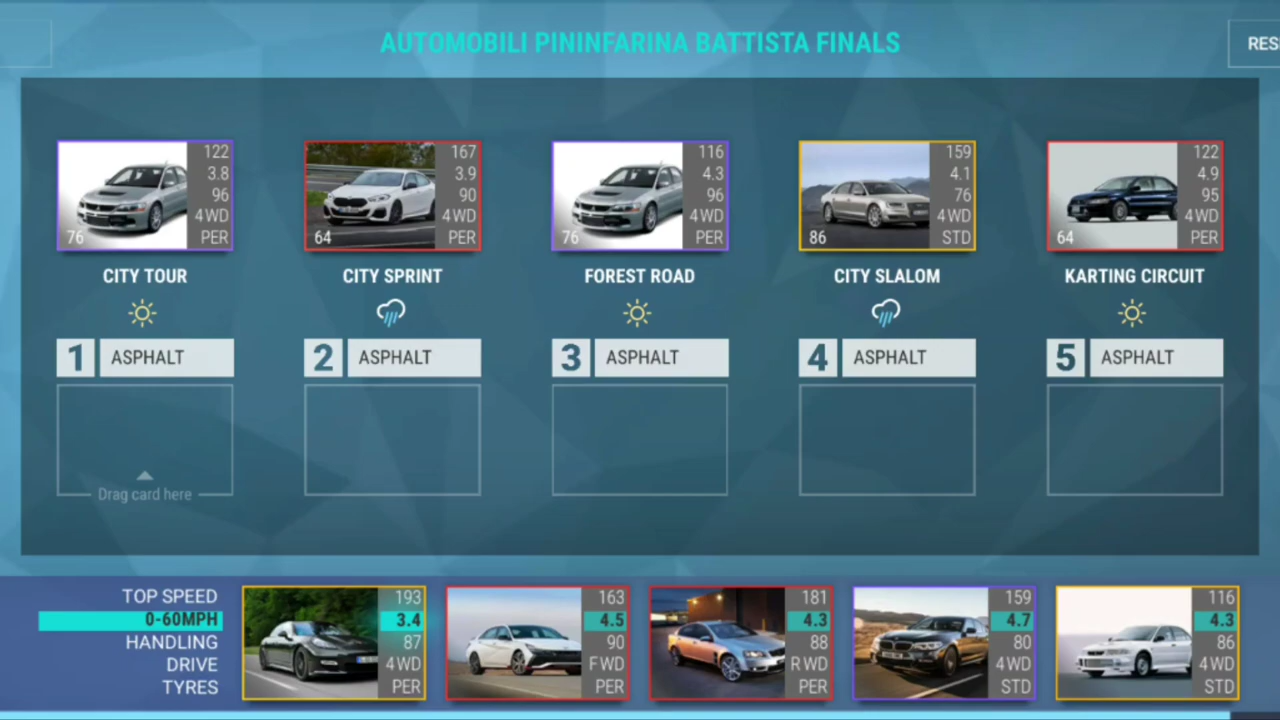 AUTOMOBILI PININFARINA BATTISTA FINALS
RES
122
3.8
96
4WD
PER
76
167
3.9
90
4WD
PER
64
116
4.3
96
4WD
PER
76
159
4.1
76
4WD
STD
86
122
4.9
95
4WD
PER
64
CITY TOUR
CITY SPRINT
FOREST ROAD
CITY SLALOM
KARTING CIRCUIT
1 ASPHALT
2 ASPHALT
3 ASPHALT
4 ASPHALT
5 ASPHALT
Drag card here
TOP SPEED
0-60MPH
HANDLING
DRIVE
TYRES
193
3.4
87
4WD
PER
163
4.5
90
FWD
PER
181
4.3
88
RWD
PER
159
4.7
80
4WD
STD
116
4.3
86
4WD
STD